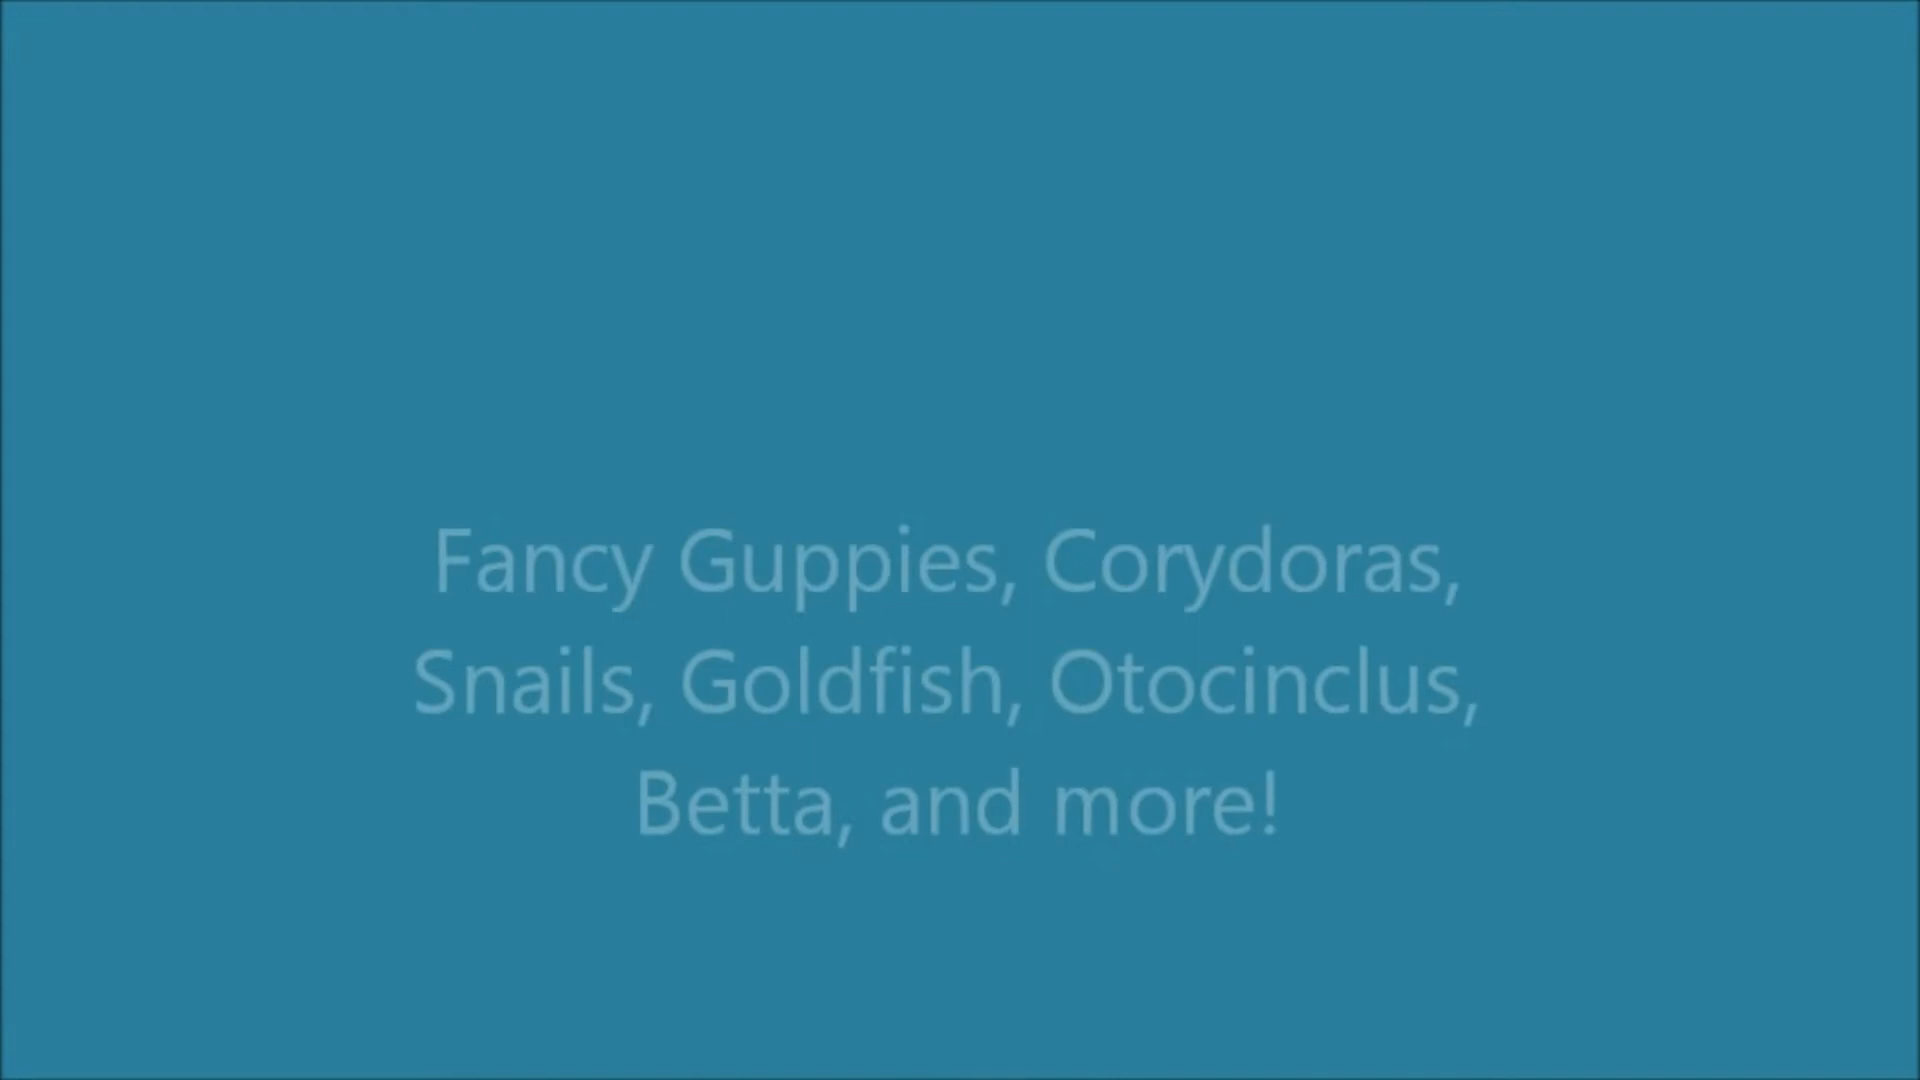 Fancy Guppies, Corydoras,
Snails, Goldfish, Otocinclus,
Betta, and more!